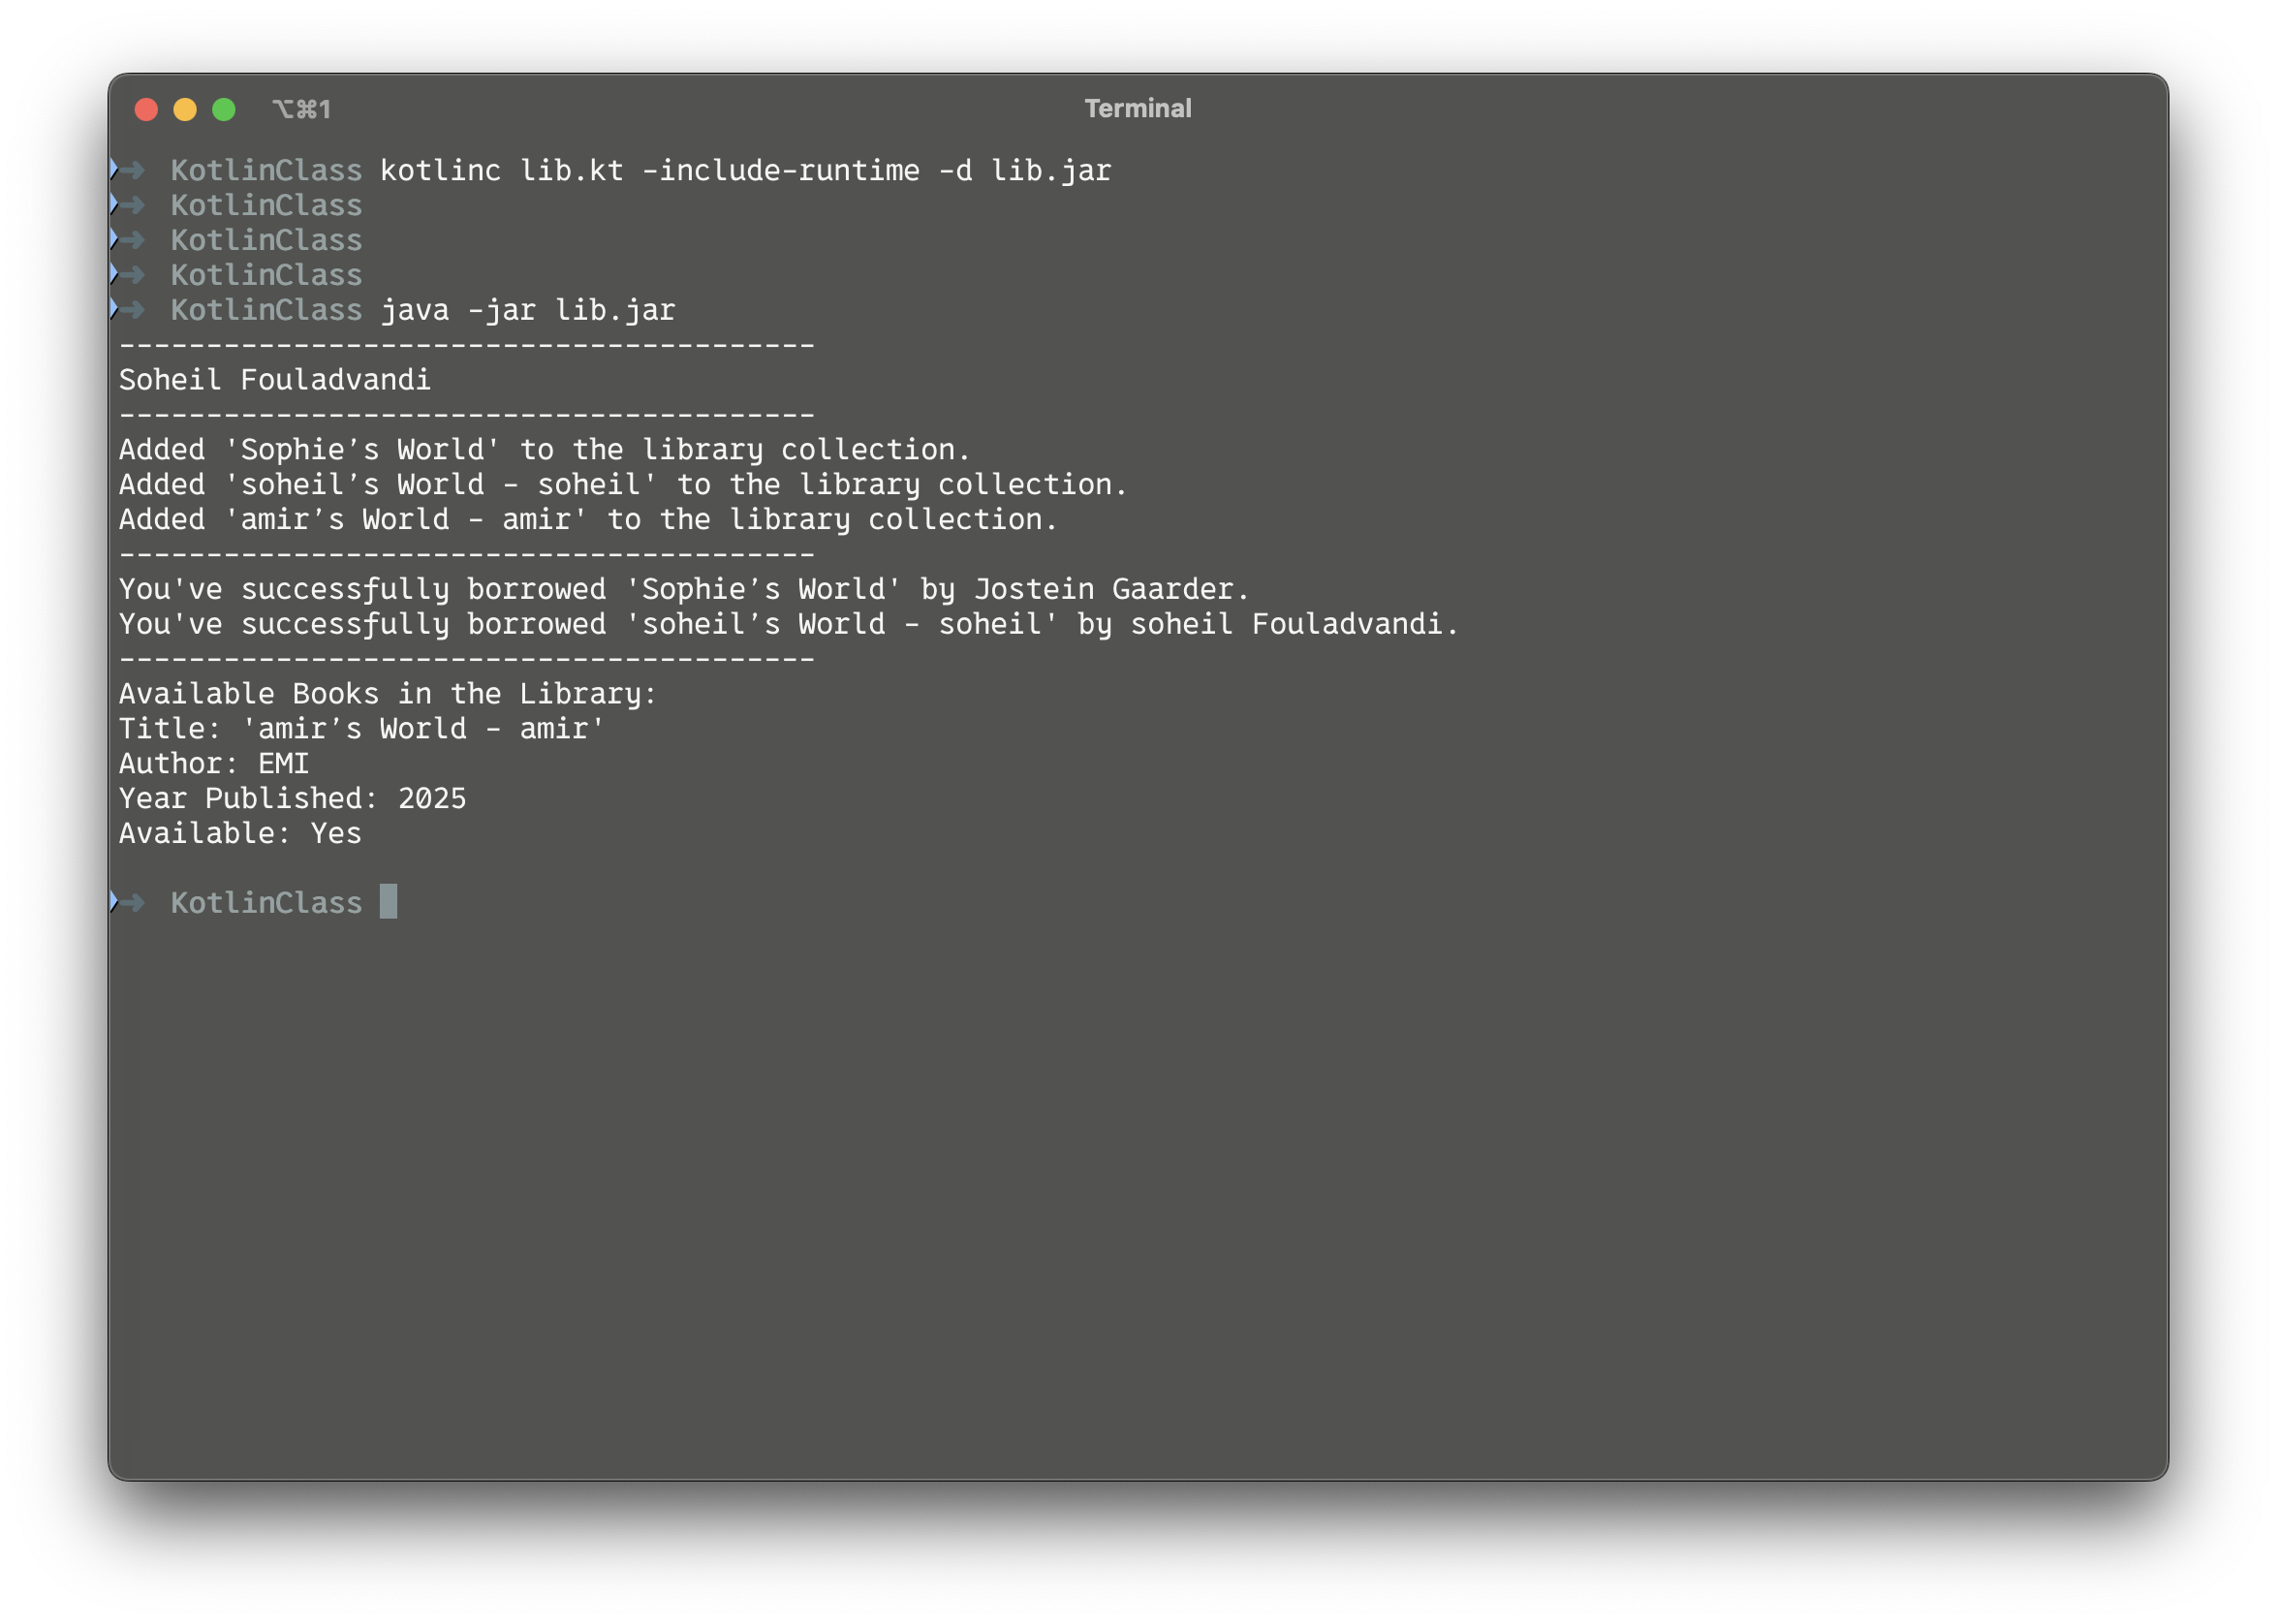 ⌥⌘1
Terminal
➜ KotlinClass kotlinc lib.kt -include-runtime -d lib.jar
➜ KotlinClass
➜ KotlinClass
➜ KotlinClass
➜ KotlinClass java -jar lib.jar
----------------------------------------
Soheil Fouladvandi
----------------------------------------
Added 'Sophie’s World' to the library collection.
Added 'soheil’s World - soheil' to the library collection.
Added 'amir’s World - amir' to the library collection.
----------------------------------------
You've successfully borrowed 'Sophie’s World' by Jostein Gaarder.
You've successfully borrowed 'soheil’s World - soheil' by soheil Fouladvandi.
----------------------------------------
Available Books in the Library:
Title: 'amir’s World - amir'
Author: EMI
Year Published: 2025
Available: Yes
➜ KotlinClass